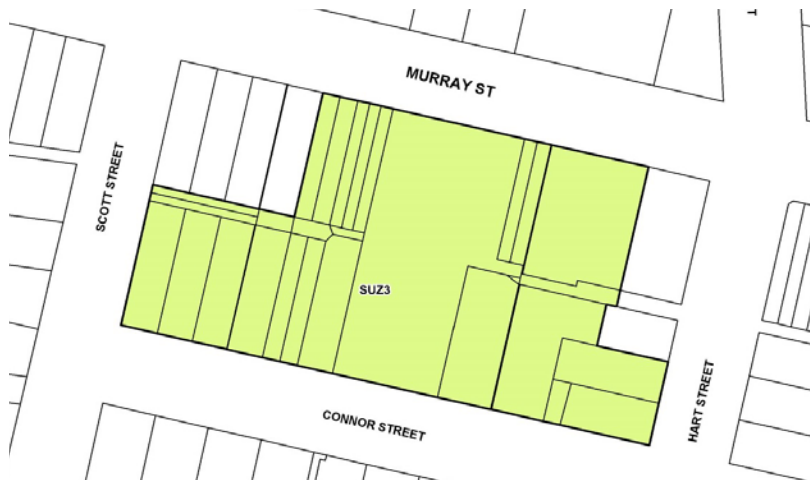 MURRAY ST
SCOTT STREET
SUZ3
CONNOR STREET
HART STREET